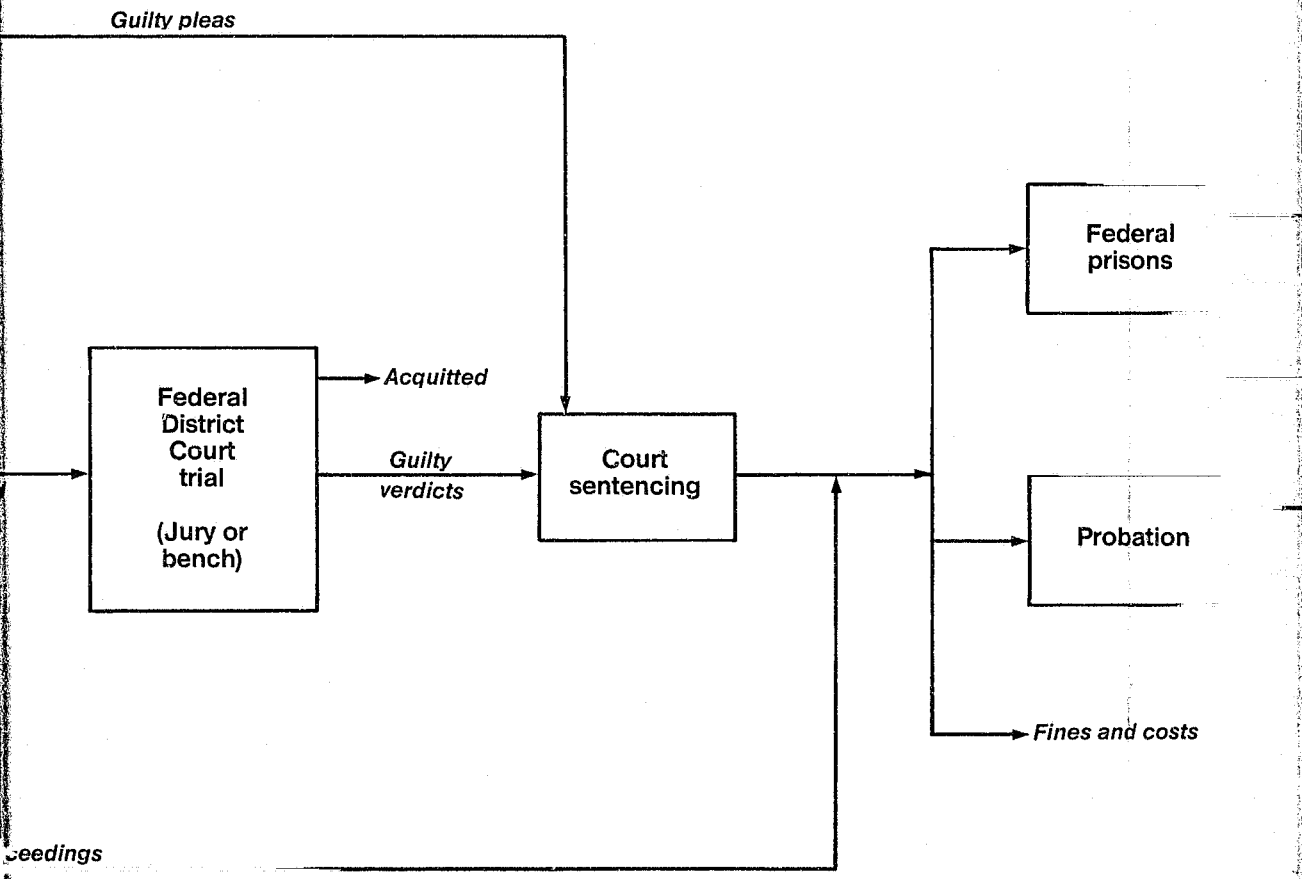 Guilty pleas
Federal
District
Court
trial
(Jury or
bench)
Acquitted
Guilty
verdicts
Court
sentencing
Federal
prisons
Probation
Fines and costs